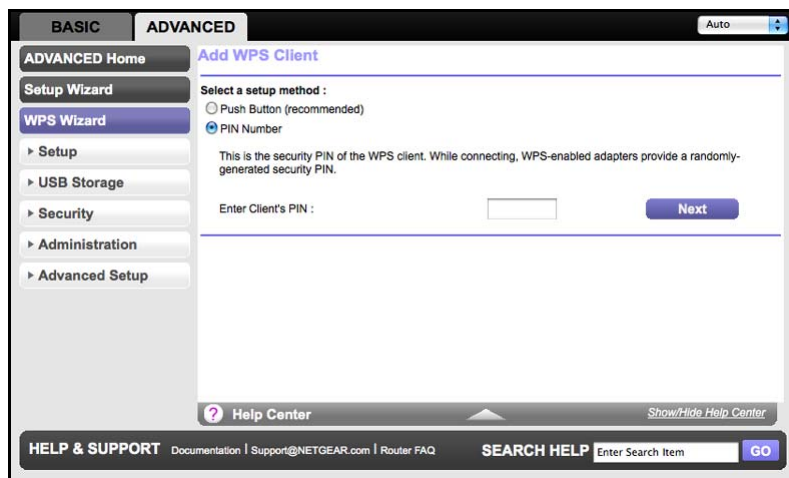 BASIC
ADVANCED
Auto
ADVANCED Home
Setup Wizard
WPS Wizard
Setup
USB Storage
Security
Administration
Advanced Setup
Add WPS Client
Select a setup method :
Push Button (recommended)
PIN Number
This is the security PIN of the WPS client. While connecting, WPS-enabled adapters provide a randomly-
generated security PIN.
Enter Client's PIN :
Next
? Help Center
Show/Hide Help Center
HELP & SUPPORT Documentation | Support@NETGEAR.com | Router FAQ
SEARCH HELP Enter Search Item GO